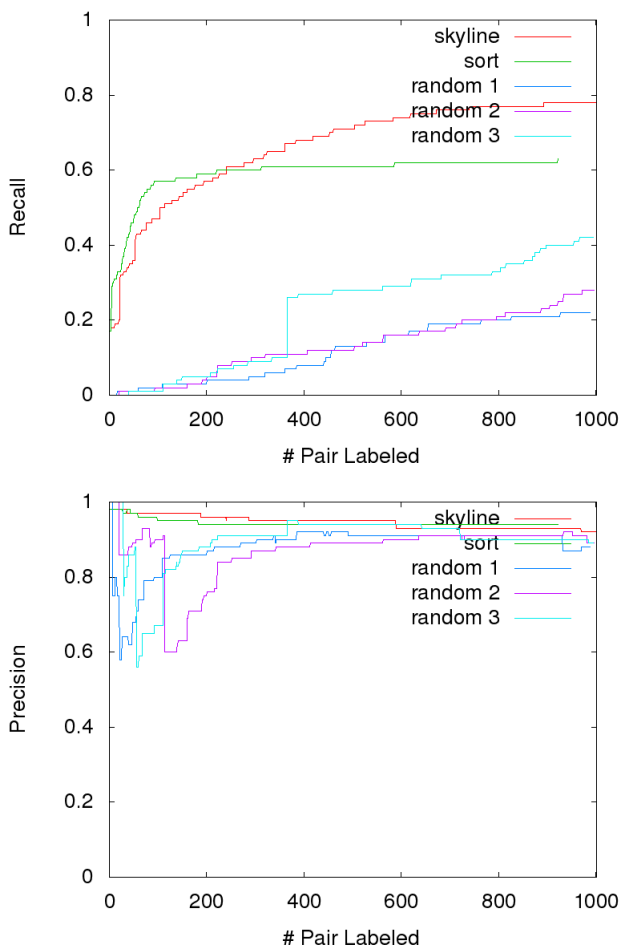 1
0.8
0.6
0.4
0.2
0
Recall
skyline
sort
random 1
random 2
random 3
0 200 400 600 800 1000
# Pair Labeled
1
0.8
0.6
0.4
0.2
0
Precision
skyline
sort
random 1
random 2
random 3
0 200 400 600 800 1000
# Pair Labeled